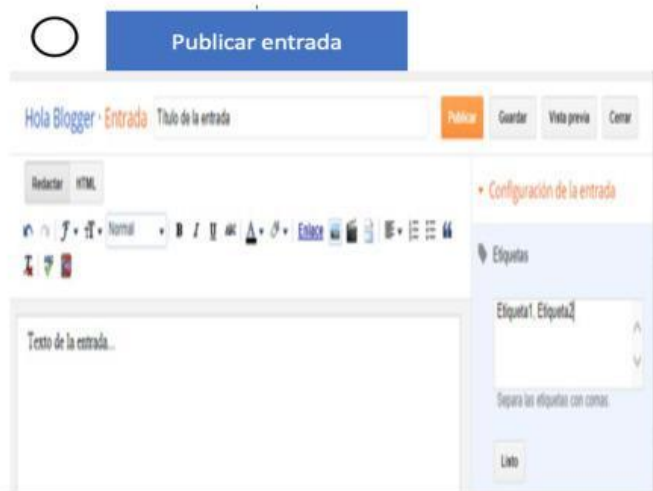 Publicar entrada
Hola Blogger · Entrada Título de la entrada Publicar Guardar Vista previa Cerrar
Redactar HTML
Configuración de la entrada
Normal B I U ABC A Enlace
Etiquetas
Etiqueta1, Etiqueta2
Texto de la entrada...
Separa las etiquetas con comas.
Listo